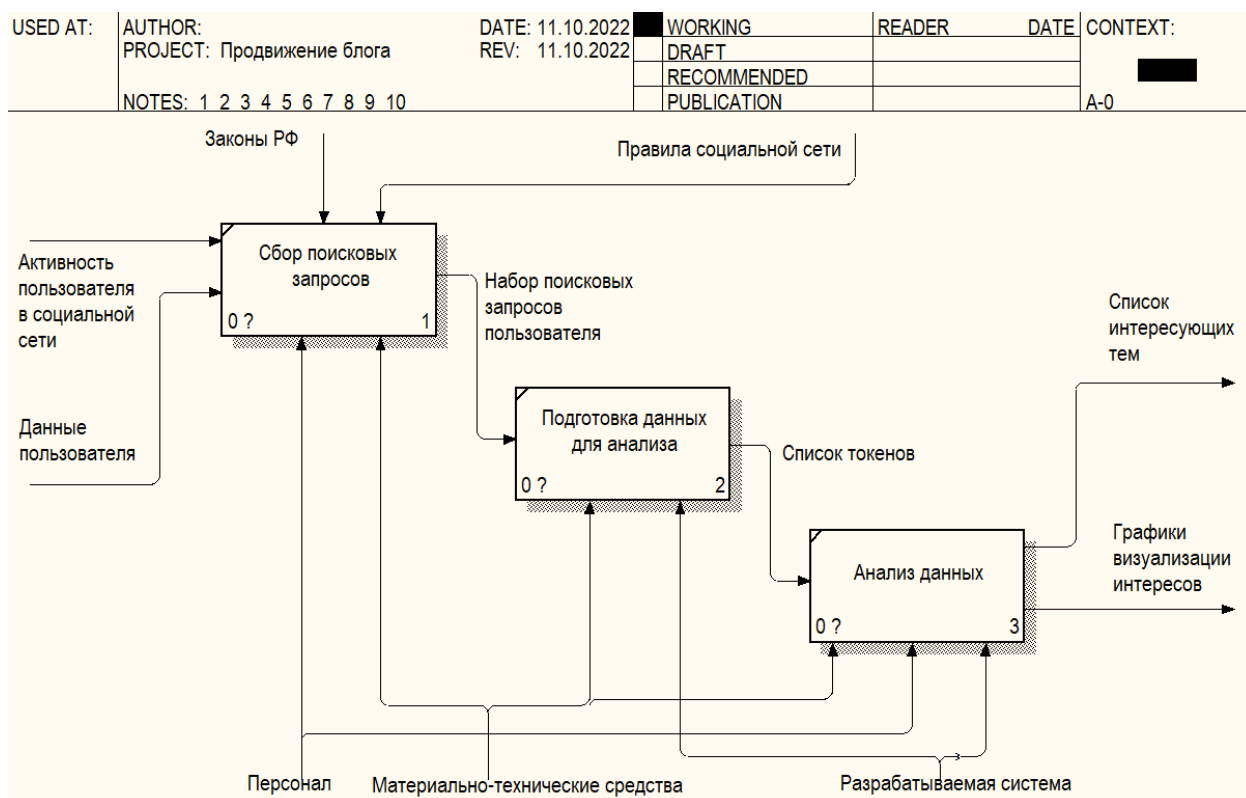 USED AT:
AUTHOR:
DATE: 11.10.2022
PROJECT: Продвижение блога
REV: 11.10.2022
NOTES: 1 2 3 4 5 6 7 8 9 10
WORKING
DRAFT
RECOMMENDED
PUBLICATION
READER
DATE
CONTEXT:
A-0
Законы РФ
Правила социальной сети
Активность
пользователя
в социальной
сети
Данные
пользователя
Сбор поисковых
запросов
0 ?
1
Набор поисковых
запросов
пользователя
Подготовка данных
для анализа
0 ?
2
Список токенов
Анализ данных
0 ?
3
Список
интересующих
тем
Графики
визуализации
интересов
Персонал
Материально-технические средства
Разрабатываемая система